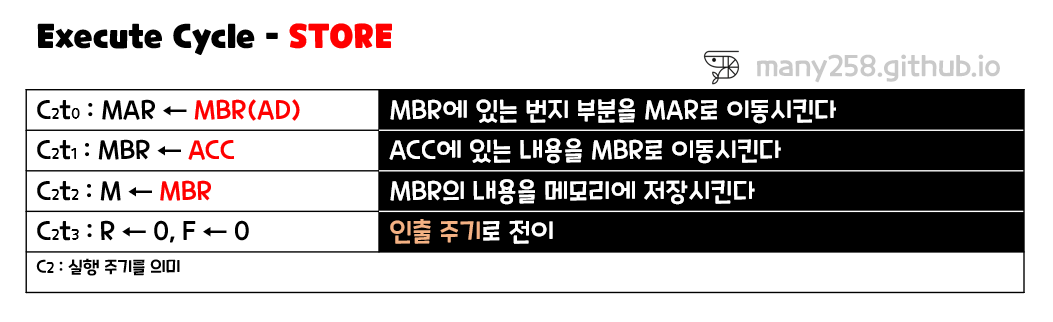 Execute Cycle - STORE
many258.github.io
C₂t₀ : MAR ← MBR(AD) MBR에 있는 번지 부분을 MAR로 이동시킨다
C₂t₁ : MBR ← ACC ACC에 있는 내용을 MBR로 이동시킨다
C₂t₂ : M ← MBR MBR의 내용을 메모리에 저장시킨다
C₂t₃ : R ← 0, F ← 0 인출 주기로 전이
C₂ : 실행 주기를 의미